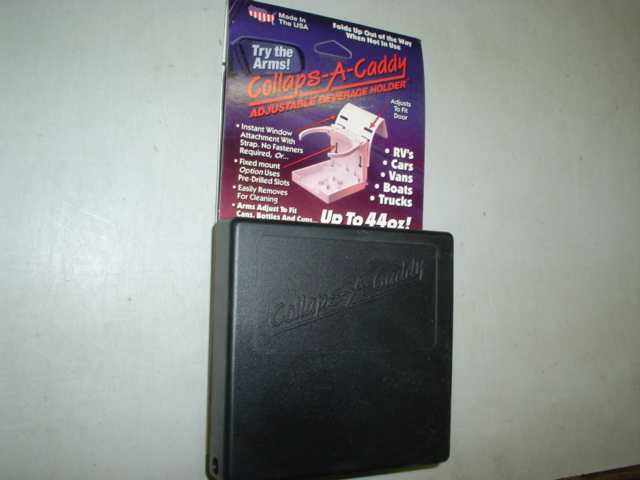 Made In
The USA
Folds Up Out of the Way
When Not In Use
Try the
Arms!
Collaps-A-Caddy
ADJUSTABLE BEVERAGE HOLDER
Adjusts
To Fit
Door
• Instant Window
Attachment With
Strap. No Fasteners
Required, Or...
• Fixed mount
Option Uses
Pre-Drilled Slots
• Easily Removes
For Cleaning
• Arms Adjust To Fit
Cans, Bottles And Cups...
• RV's
• Cars
• Vans
• Boats
• Trucks
Up To 44oz!
Collaps-A-Caddy